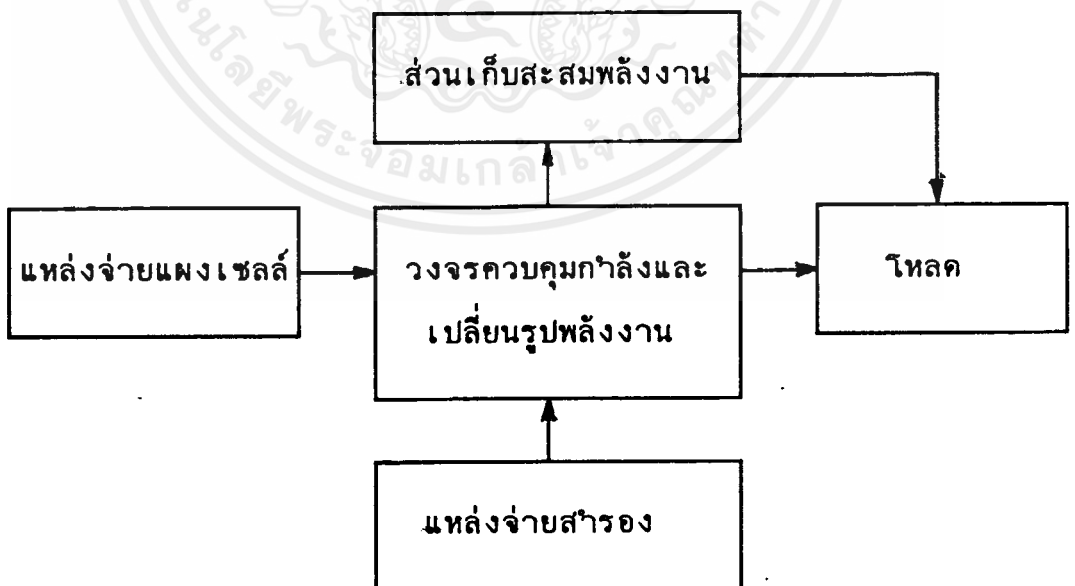 ส่วนเก็บสะสมพลังงาน
แหล่งจ่ายแผงเซลล์
วงจรควบคุมกำลังและ
เปลี่ยนรูปพลังงาน
โหลด
แหล่งจ่ายสำรอง